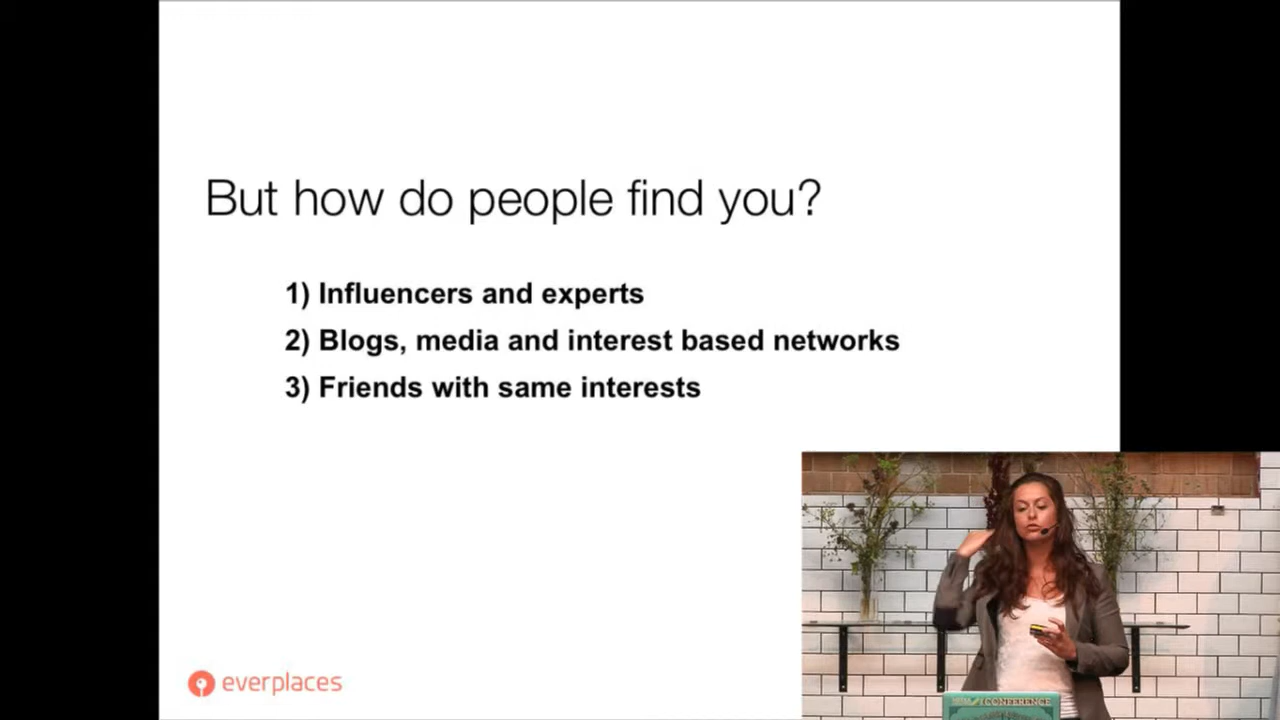 But how do people find you?
1) Influencers and experts
2) Blogs, media and interest based networks
3) Friends with same interests
everplaces
CONFERENCE